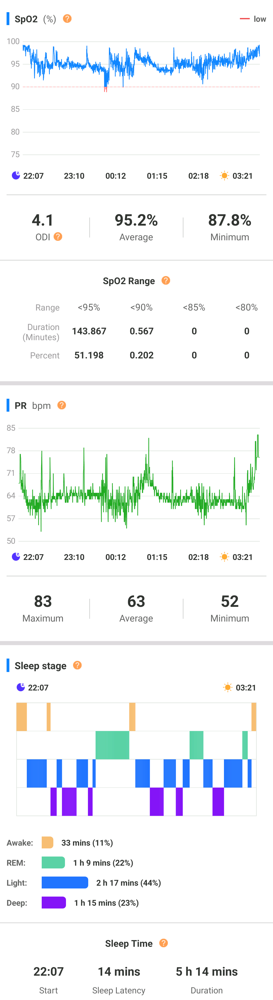 SpO2 (%) ? low
100
95
90
85
80
75
22:07 23:10 00:12 01:15 02:18 03:21
4.1 95.2% 87.8%
ODI ? Average Minimum
SpO2 Range ?
Range <95% <90% <85% <80%
Duration
(Minutes) 143.867 0.567 0 0
Percent 51.198 0.202 0 0
PR bpm ?
85
78
71
64
57
50
22:07 23:10 00:12 01:15 02:18 03:21
83 63 52
Maximum Average Minimum
Sleep stage ?
22:07 03:21
Awake: 33 mins (11%)
REM: 1 h 9 mins (22%)
Light: 2 h 17 mins (44%)
Deep: 1 h 15 mins (23%)
Sleep Time ?
22:07 14 mins 5 h 14 mins
Start Sleep Latency Duration